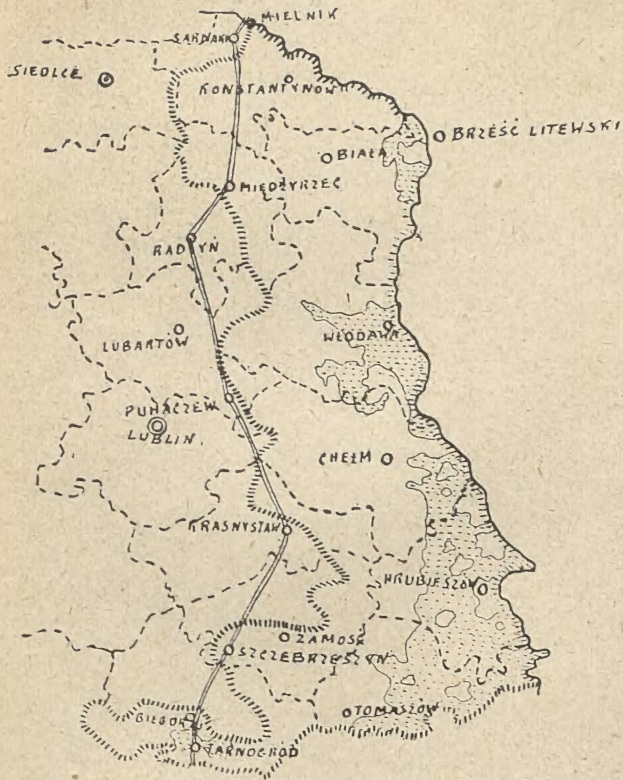 MIELNIK
SARNAKI
SIEDLCE
KONSTANTYNÓW
BRZEŚĆ LITEWSKI
BIAŁA
MIĘDZYRZEC
RADZYŃ
WŁODAWA
LUBARTÓW
PUHACZEW
LUBLIN.
CHEŁM
KRASNYSTAW
HRUBIESZÓW
ZAMOŚĆ
SZCZEBRZESZYN
TOMASZÓW
BIŁGORAJ
TARNOGRÓD